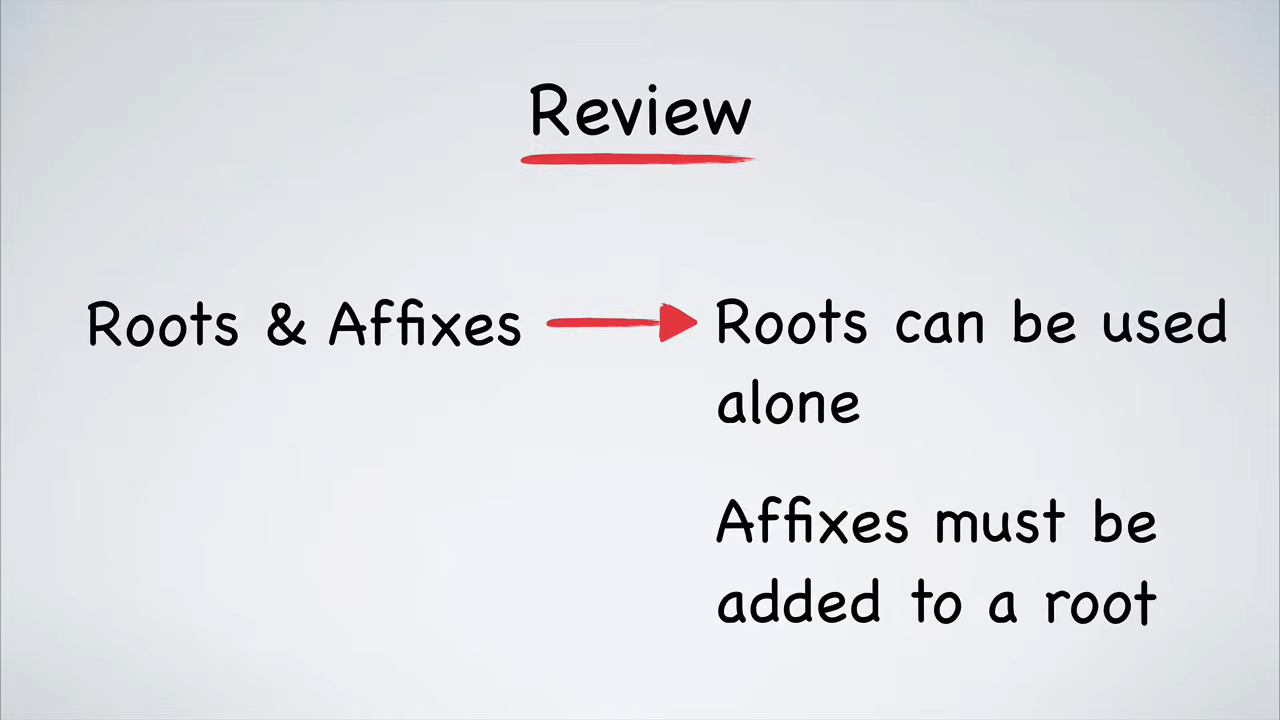 Review
Roots & Affixes
Roots can be used
alone
Affixes must be
added to a root